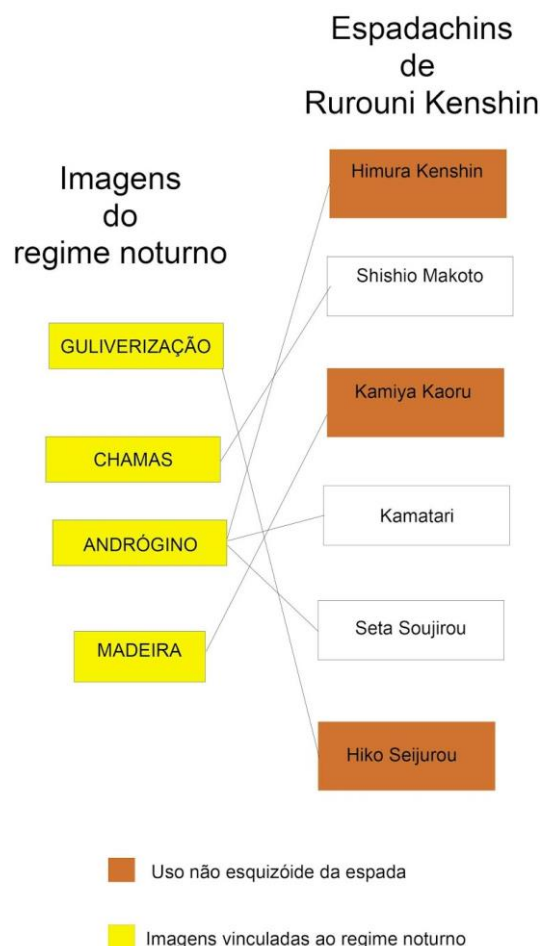 Espadachins
de
Rurouni Kenshin
Imagens
do
regime noturno
Himura Kenshin
Shishio Makoto
GULIVERIZAÇÃO
Kamiya Kaoru
CHAMAS
Kamatari
ANDRÓGINO
Seta Soujirou
MADEIRA
Hiko Seijurou
Uso não esquizóide da espada
Imagens vinculadas ao regime noturno